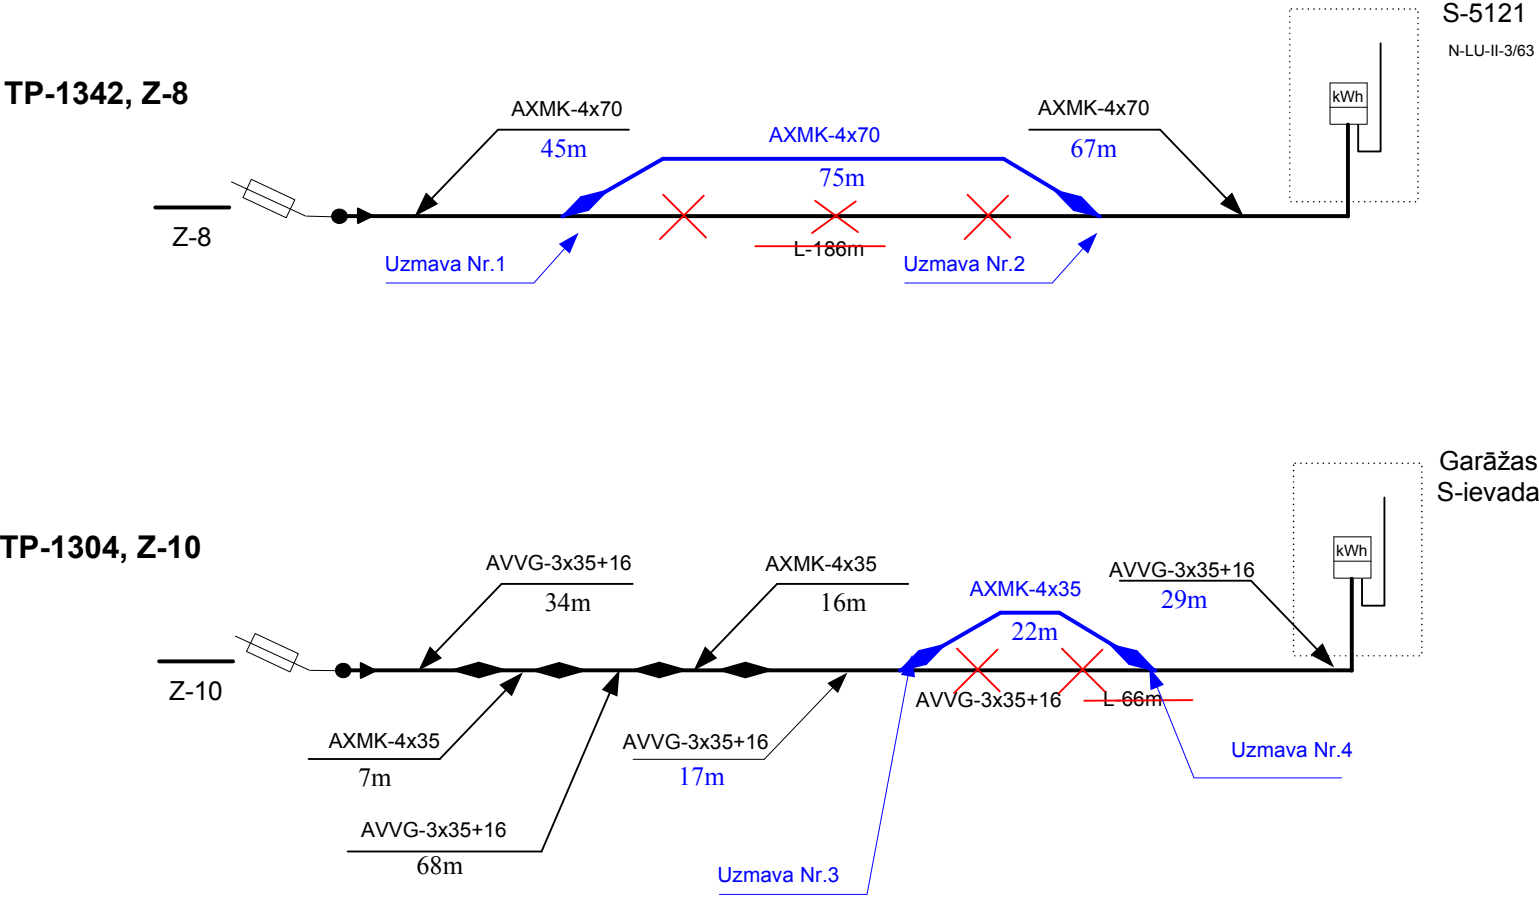 S-5121
N-LU-II-3/63
TP-1342, Z-8
kWh
AXMK-4x70
45m
AXMK-4x70
75m
AXMK-4x70
67m
Z-8
L-186m
Uzmava Nr.1
Uzmava Nr.2
Garāžas
S-ievada
TP-1304, Z-10
kWh
AVVG-3x35+16
34m
AXMK-4x35
16m
AXMK-4x35
22m
AVVG-3x35+16
29m
Z-10
AVVG-3x35+16
L-66m
AXMK-4x35
7m
AVVG-3x35+16
17m
Uzmava Nr.4
AVVG-3x35+16
68m
Uzmava Nr.3